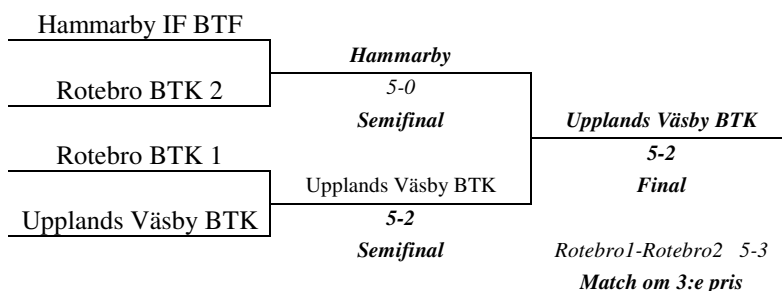 Hammarby IF BTF
Hammarby
Rotebro BTK 2
5-0
Semifinal
Upplands Väsby BTK
Rotebro BTK 1
5-2
Upplands Väsby BTK
Final
Upplands Väsby BTK
5-2
Semifinal
Rotebro1-Rotebro2 5-3
Match om 3:e pris